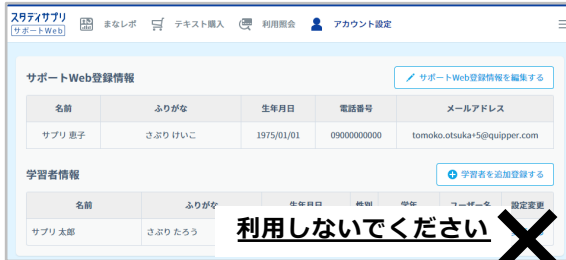 スタディサプリ
サポートWeb
まなレポ テキスト購入 利用照会 アカウント設定
サポートWeb登録情報 サポートWeb登録情報を編集する
名前 ふりがな 生年月日 電話番号 メールアドレス
サプリ 恵子 さぷり けいこ 1975/01/01 09000000000 tomoko.otsuka+5@quipper.com
学習者情報 学習者を追加登録する
名前 ふりがな 生年月日 性別 学年 ユーザー名 設定変更
サプリ 太郎 さぷり たろう
利用しないでください